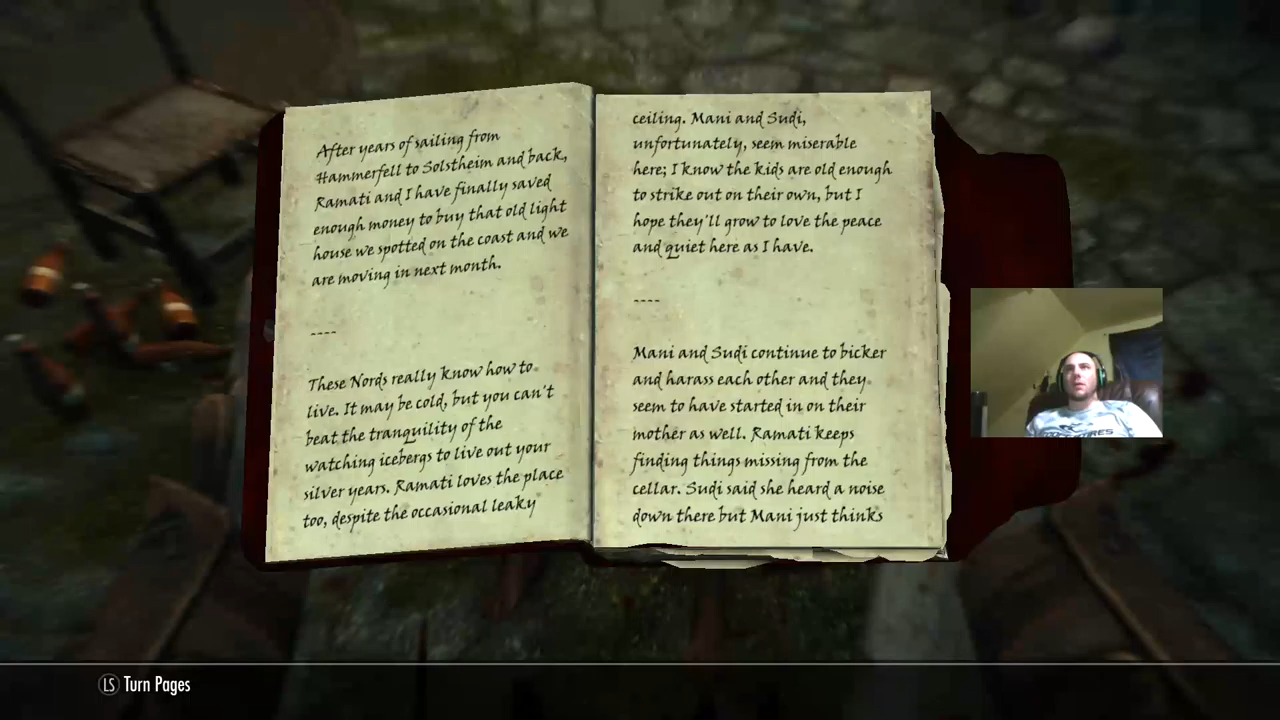 After years of sailing from
Hammerfell to Solstheim and back,
Ramati and I have finally saved
enough money to buy that old light
house we spotted on the coast and we
are moving in next month.
----
These Nords really know how to
live. It may be cold, but you can't
beat the tranquility of the
watching icebergs to live out your
silver years. Ramati loves the place
too, despite the occasional leaky
ceiling. Mani and Sudi,
unfortunately, seem miserable
here; I know the kids are old enough
to strike out on their own, but I
hope they'll grow to love the peace
and quiet here as I have.
----
Mani and Sudi continue to bicker
and harass each other and they
seem to have started in on their
mother as well. Ramati keeps
finding things missing from the
cellar. Sudi said she heard a noise
down there but Mani just thinks
LS Turn Pages